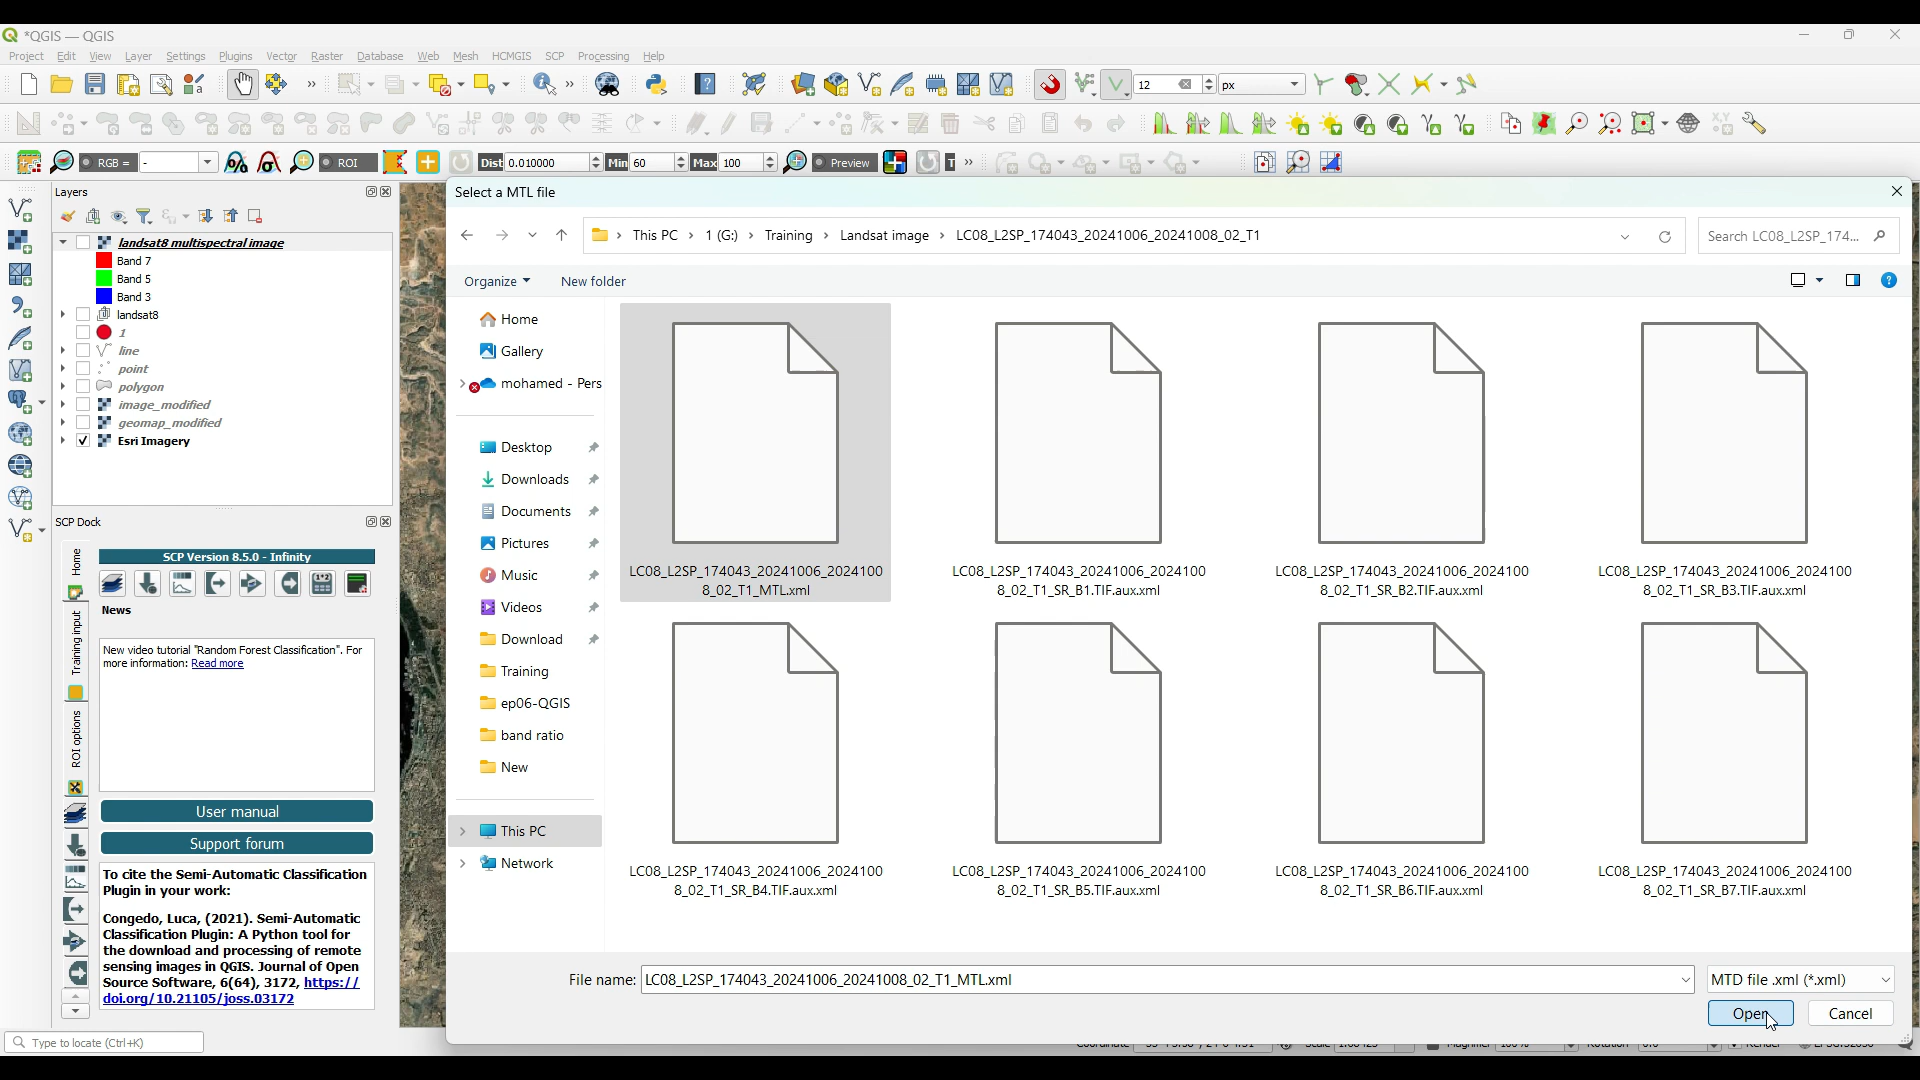 *QGIS — QGIS
Project Edit View Layer Settings Plugins Vector Raster Database Web Mesh HCMGIS SCP Processing Help
12 px
RGB = - ROI Dist 0.010000 Min 60 Max 100 Preview T
Layers
landsat8 multispectral image
Band 7
Band 5
Band 3
landsat8
1
line
point
polygon
image_modified
geomap_modified
Esri Imagery
SCP Dock
Home
Training input
ROI options
SCP Version 8.5.0 - Infinity
News
New video tutorial "Random Forest Classification". For
more information: Read more
User manual
Support forum
To cite the Semi-Automatic Classification
Plugin in your work:
Congedo, Luca, (2021). Semi-Automatic
Classification Plugin: A Python tool for
the download and processing of remote
sensing images in QGIS. Journal of Open
Source Software, 6(64), 3172, https://
doi.org/10.21105/joss.03172
Type to locate (Ctrl+K)
Select a MTL file
This PC › 1 (G:) › Training › Landsat image › LC08_L2SP_174043_20241006_20241008_02_T1
Search LC08_L2SP_174...
Organize New folder
Home
Gallery
mohamed - Pers
Desktop
Downloads
Documents
Pictures
Music
Videos
Download
Training
ep06-QGIS
band ratio
New
This PC
Network
LC08_L2SP_174043_20241006_2024100
8_02_T1_MTL.xml
LC08_L2SP_174043_20241006_2024100
8_02_T1_SR_B1.TIF.aux.xml
LC08_L2SP_174043_20241006_2024100
8_02_T1_SR_B2.TIF.aux.xml
LC08_L2SP_174043_20241006_2024100
8_02_T1_SR_B3.TIF.aux.xml
LC08_L2SP_174043_20241006_2024100
8_02_T1_SR_B4.TIF.aux.xml
LC08_L2SP_174043_20241006_2024100
8_02_T1_SR_B5.TIF.aux.xml
LC08_L2SP_174043_20241006_2024100
8_02_T1_SR_B6.TIF.aux.xml
LC08_L2SP_174043_20241006_2024100
8_02_T1_SR_B7.TIF.aux.xml
File name: LC08_L2SP_174043_20241006_20241008_02_T1_MTL.xml
MTD file .xml (*.xml)
Open Cancel